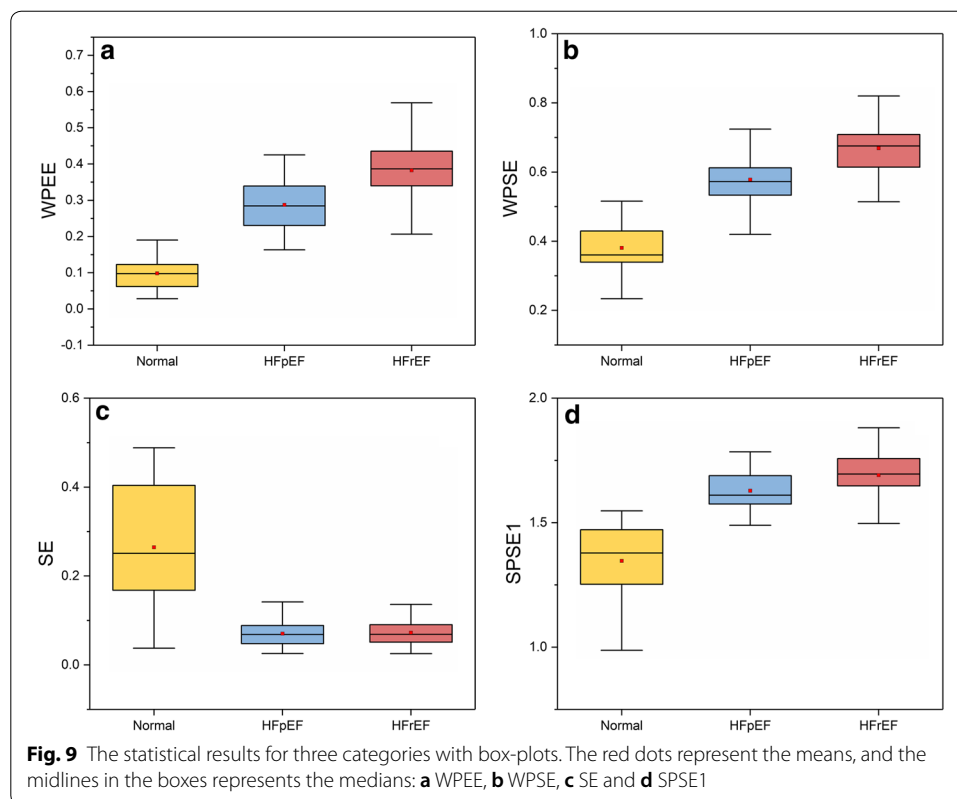 a
0.7
0.6
0.5
0.4
0.3
0.2
0.1
0.0
-0.1
WPEE
Normal HFpEF HFrEF
b
1.0
0.8
0.6
0.4
0.2
WPSE
Normal HFpEF HFrEF
c
0.6
0.4
0.2
0.0
SE
Normal HFpEF HFrEF
d
2.0
1.5
1.0
SPSE1
Normal HFpEF HFrEF
Fig. 9 The statistical results for three categories with box-plots. The red dots represent the means, and the
midlines in the boxes represents the medians: a WPEE, b WPSE, c SE and d SPSE1